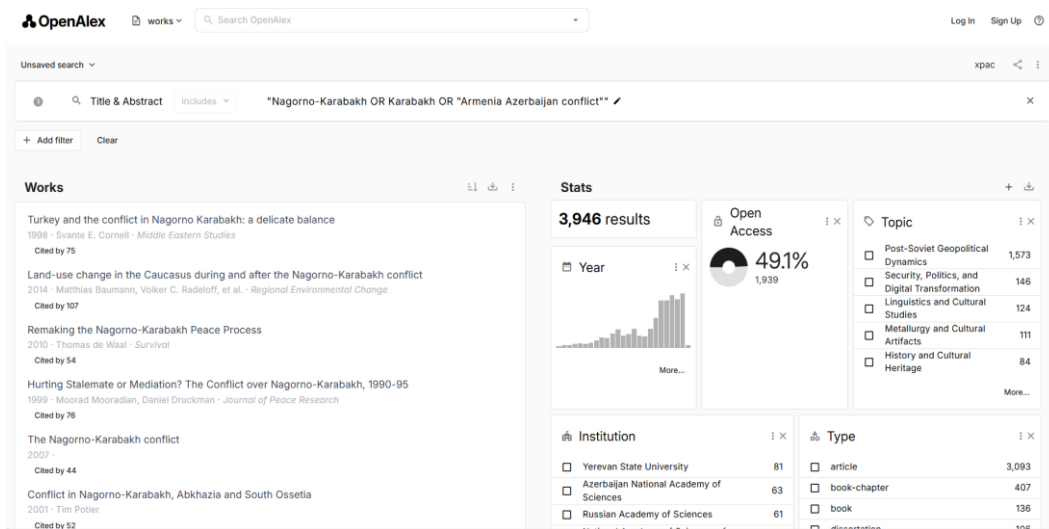 OpenAlex
works
Search OpenAlex
Log In
Sign Up
Unsaved search
xpac
Title & Abstract
includes
"Nagorno-Karabakh OR Karabakh OR "Armenia Azerbaijan conflict""
+ Add filter
Clear
Works
Turkey and the conflict in Nagorno Karabakh: a delicate balance
1998 · Svante E. Cornell · Middle Eastern Studies
Cited by 75
Land-use change in the Caucasus during and after the Nagorno-Karabakh conflict
2014 · Matthias Baumann, Volker C. Radeloff, et al. · Regional Environmental Change
Cited by 107
Remaking the Nagorno-Karabakh Peace Process
2010 · Thomas de Waal · Survival
Cited by 54
Hurting Stalemate or Mediation? The Conflict over Nagorno-Karabakh, 1990-95
1999 · Moorad Mooradian, Daniel Druckman · Journal of Peace Research
Cited by 76
The Nagorno-Karabakh conflict
2007 ·
Cited by 44
Conflict in Nagorno-Karabakh, Abkhazia and South Ossetia
2001 · Tim Potier
Cited by 52
Stats
3,946 results
Year
More...
Open
Access
49.1%
1,939
Topic
Post-Soviet Geopolitical
Dynamics
1,573
Security, Politics, and
Digital Transformation
146
Linguistics and Cultural
Studies
124
Metallurgy and Cultural
Artifacts
111
History and Cultural
Heritage
84
More...
Institution
Yerevan State University 81
Azerbaijan National Academy of
Sciences
63
Russian Academy of Sciences 61
Type
article 3,093
book-chapter 407
book 136